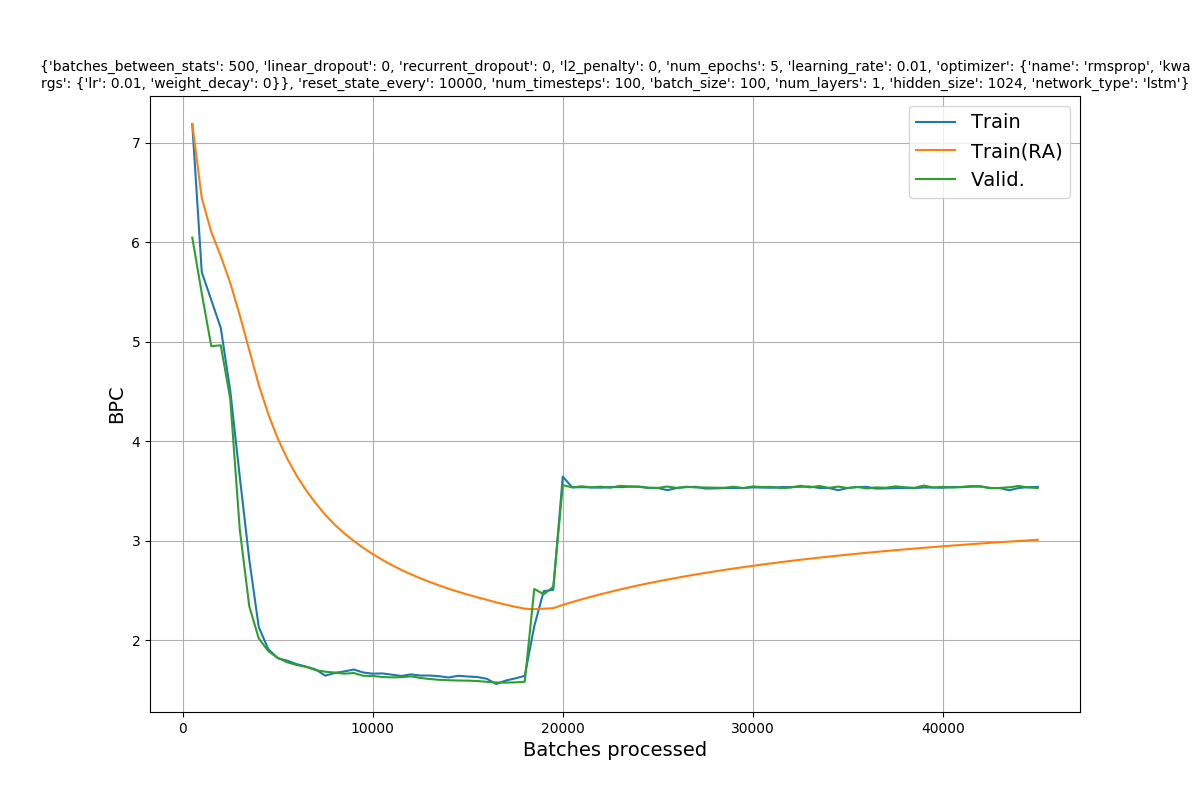 {'batches_between_stats': 500, 'linear_dropout': 0, 'recurrent_dropout': 0, 'l2_penalty': 0, 'num_epochs': 5, 'learning_rate': 0.01, 'optimizer': {'name': 'rmsprop', 'kwa
rgs': {'lr': 0.01, 'weight_decay': 0}}, 'reset_state_every': 10000, 'num_timesteps': 100, 'batch_size': 100, 'num_layers': 1, 'hidden_size': 1024, 'network_type': 'lstm'}
Train
Train(RA)
Valid.
7
6
5
4
3
2
BPC
0
10000
20000
30000
40000
Batches processed